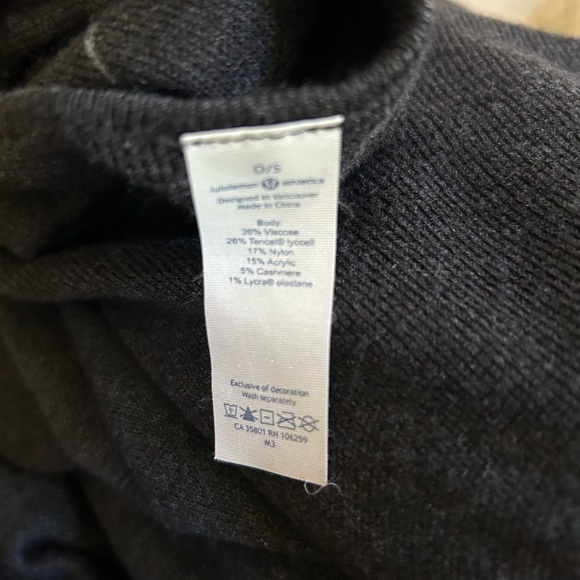 O/S
lululemon athletica
Designed in Vancouver
Made in China
Body:
36% Viscose
26% Tencel® lyocell
17% Nylon
15% Acrylic
5% Cashmere
1% Lycra® elastane
Exclusive of decoration
Wash separately
CA 35801 RN 106259
M3